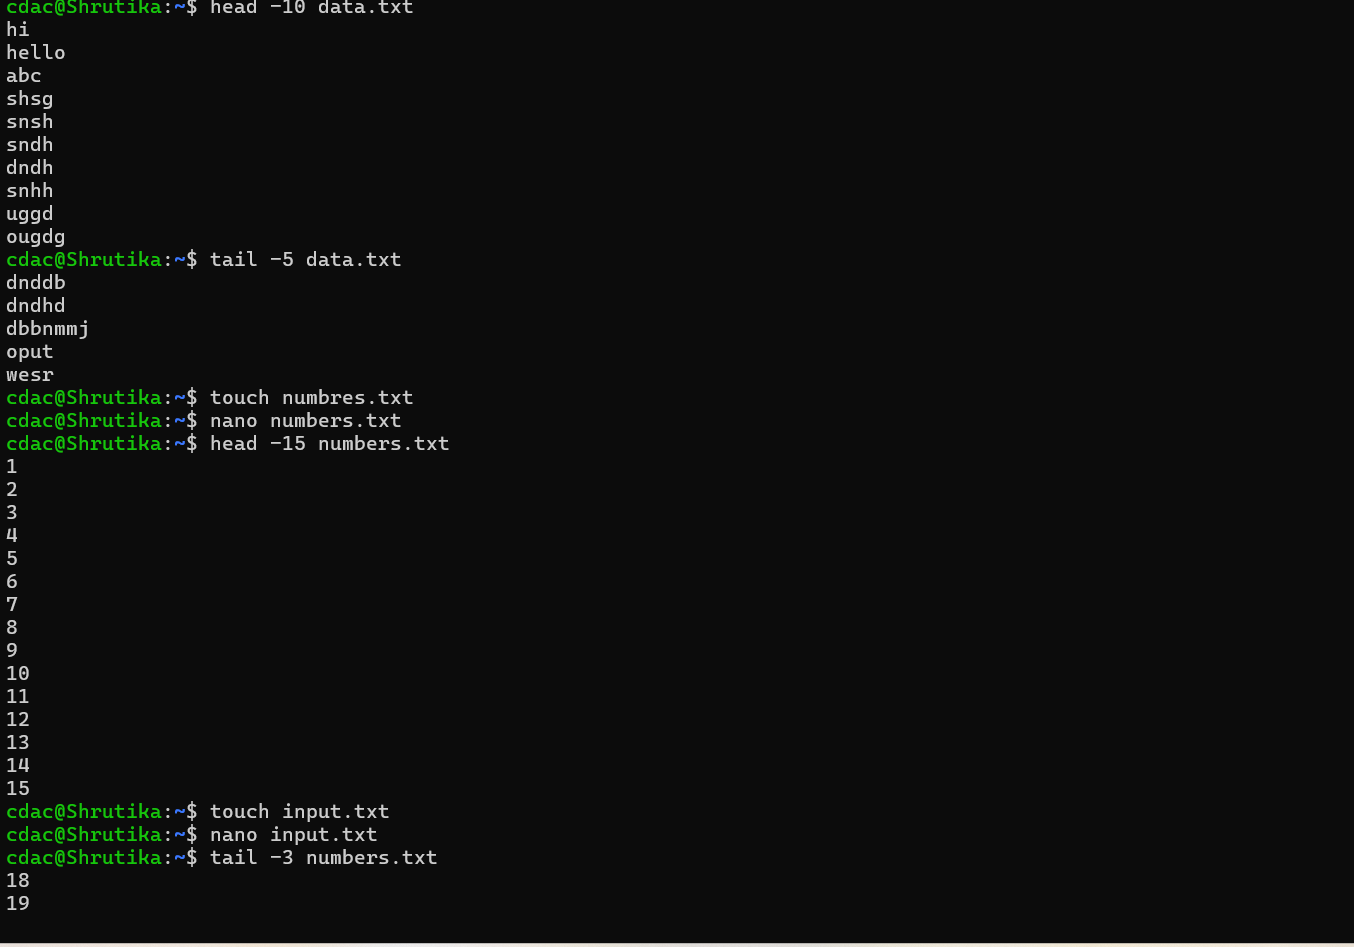 cdac@Shrutika:~$ head -10 data.txt
hi
hello
abc
shsg
snsh
sndh
dndh
snhh
uggd
ougdg
cdac@Shrutika:~$ tail -5 data.txt
dnddb
dndhd
dbbnmmj
oput
wesr
cdac@Shrutika:~$ touch numbres.txt
cdac@Shrutika:~$ nano numbers.txt
cdac@Shrutika:~$ head -15 numbers.txt
1
2
3
4
5
6
7
8
9
10
11
12
13
14
15
cdac@Shrutika:~$ touch input.txt
cdac@Shrutika:~$ nano input.txt
cdac@Shrutika:~$ tail -3 numbers.txt
18
19